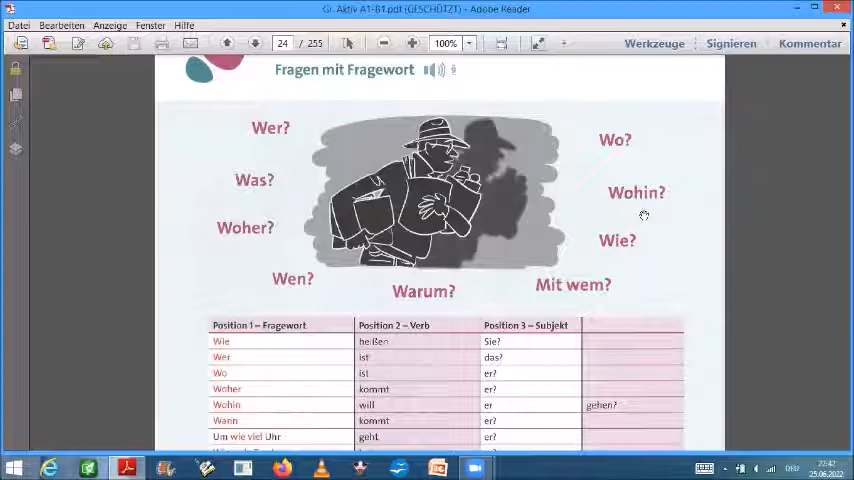 Gr. Aktiv A1-B1.pdf (GESCHÜTZT) - Adobe Reader
Datei Bearbeiten Anzeige Fenster Hilfe
24 / 255 100% Werkzeuge Signieren Kommentar
Fragen mit Fragewort 9
Wer?
Wo?
Was?
Wohin?
Woher?
Wie?
Wen?
Warum?
Mit wem?
Position 1 – Fragewort Position 2 – Verb Position 3 – Subjekt
Wie heißen Sie?
Wer ist das?
Wo ist er?
Woher kommt er?
Wohin will er gehen?
Wann kommt er?
Um wie viel Uhr geht er?
DEU
22:42
25.06.2022